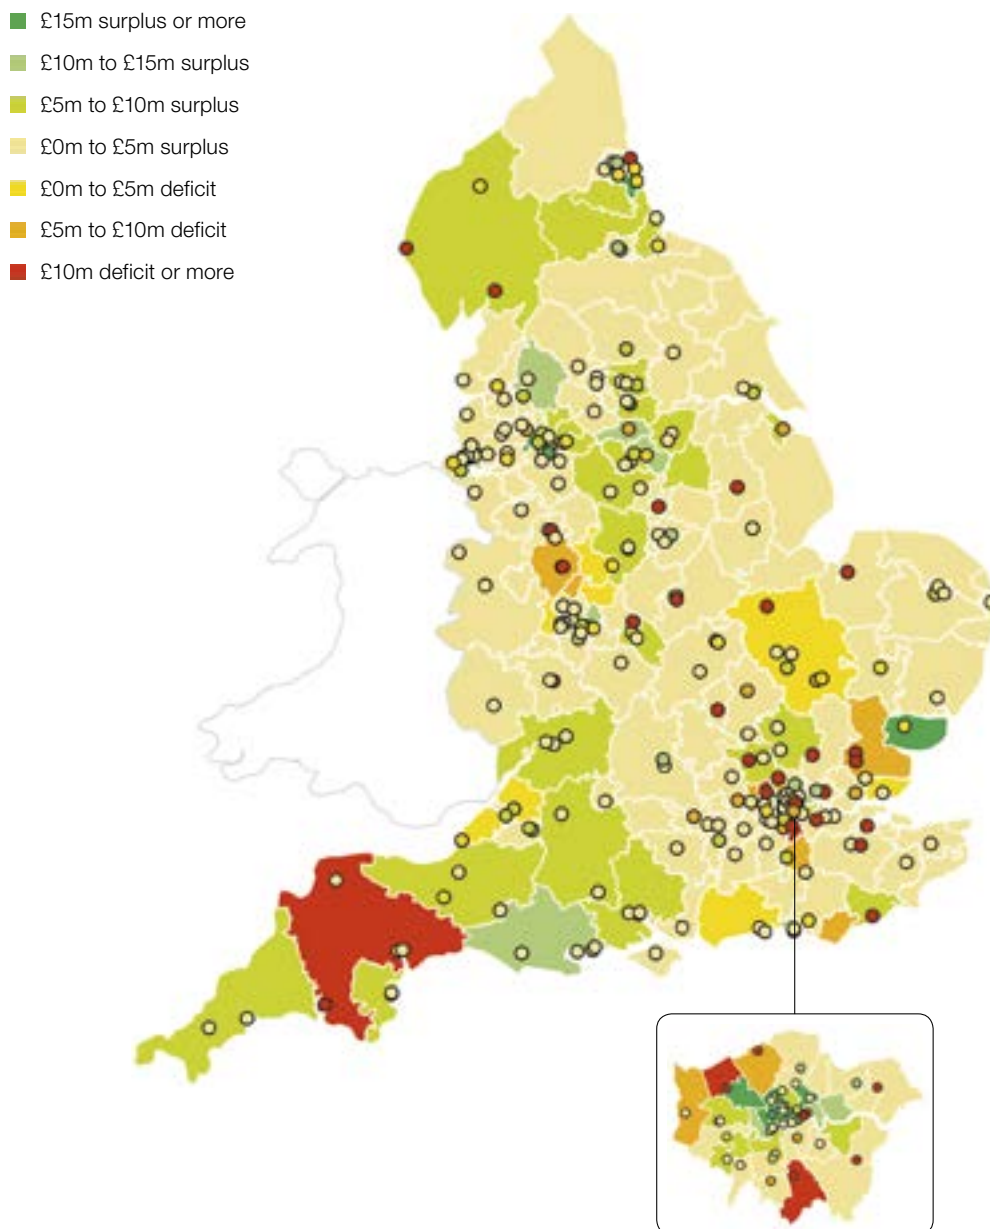 £15m surplus or more
£10m to £15m surplus
£5m to £10m surplus
£0m to £5m surplus
£0m to £5m deficit
£5m to £10m deficit
£10m deficit or more